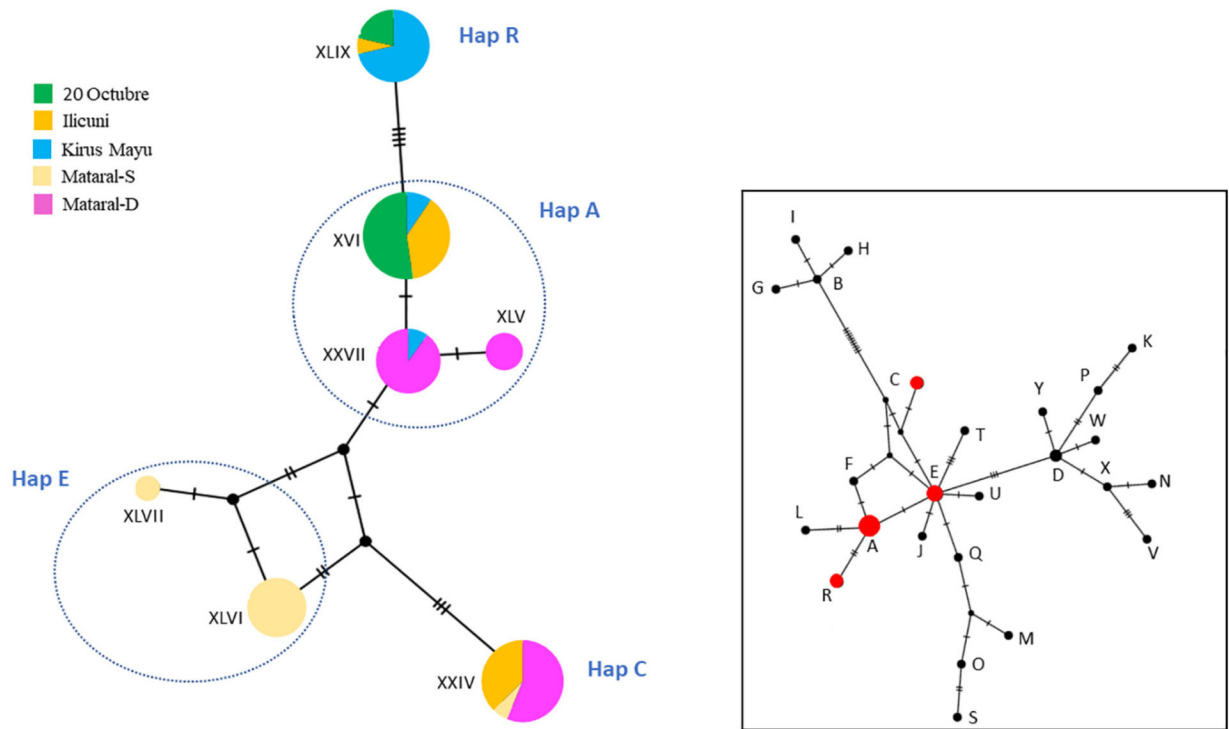 XLIX
Hap R
20 Octubre
Ilicuni
Kirus Mayu
Mataral-S
Mataral-D
Hap A
XVI
XLV
XXVII
Hap E
XLVII
XLVI
XXIV
Hap C
I
H
G
B
K
C
P
Y
W
T
F
E
D
X
N
U
L
A
J
V
Q
R
M
O
S